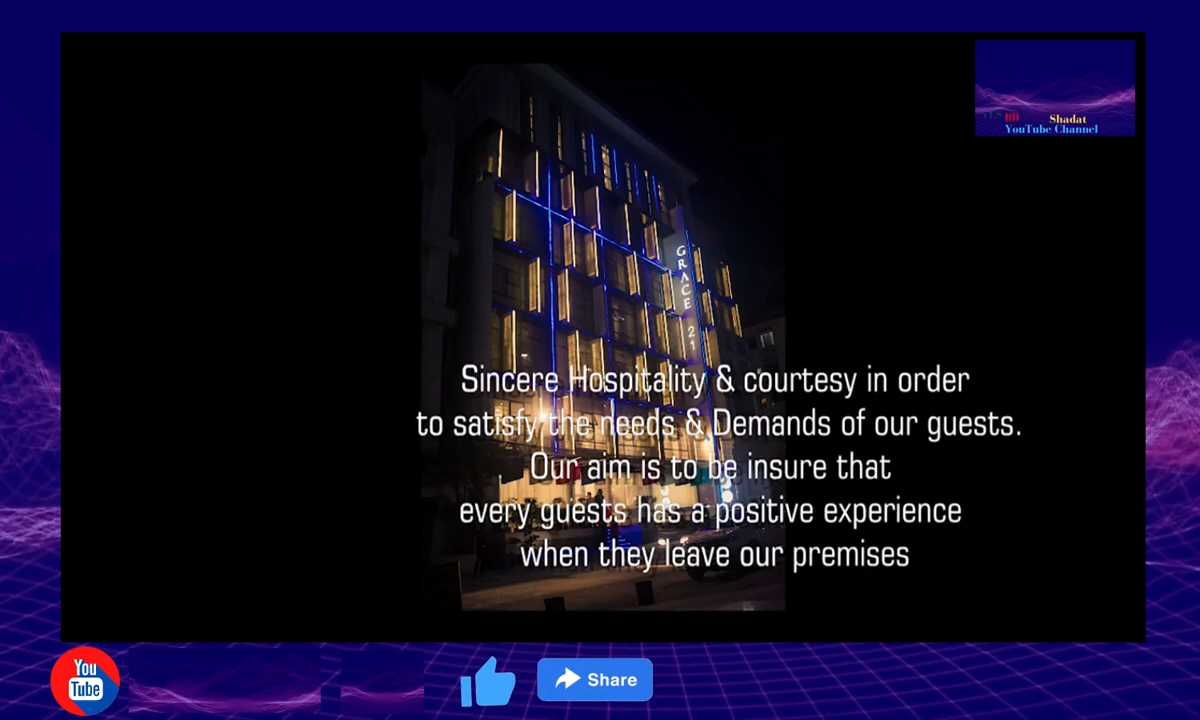 Shadat
YouTube Channel
GRACE 21
Sincere Hospitality & courtesy in order
to satisfy the needs & Demands of our guests.
Our aim is to be insure that
every guests has a positive experience
when they leave our premises
You
Tube
Share